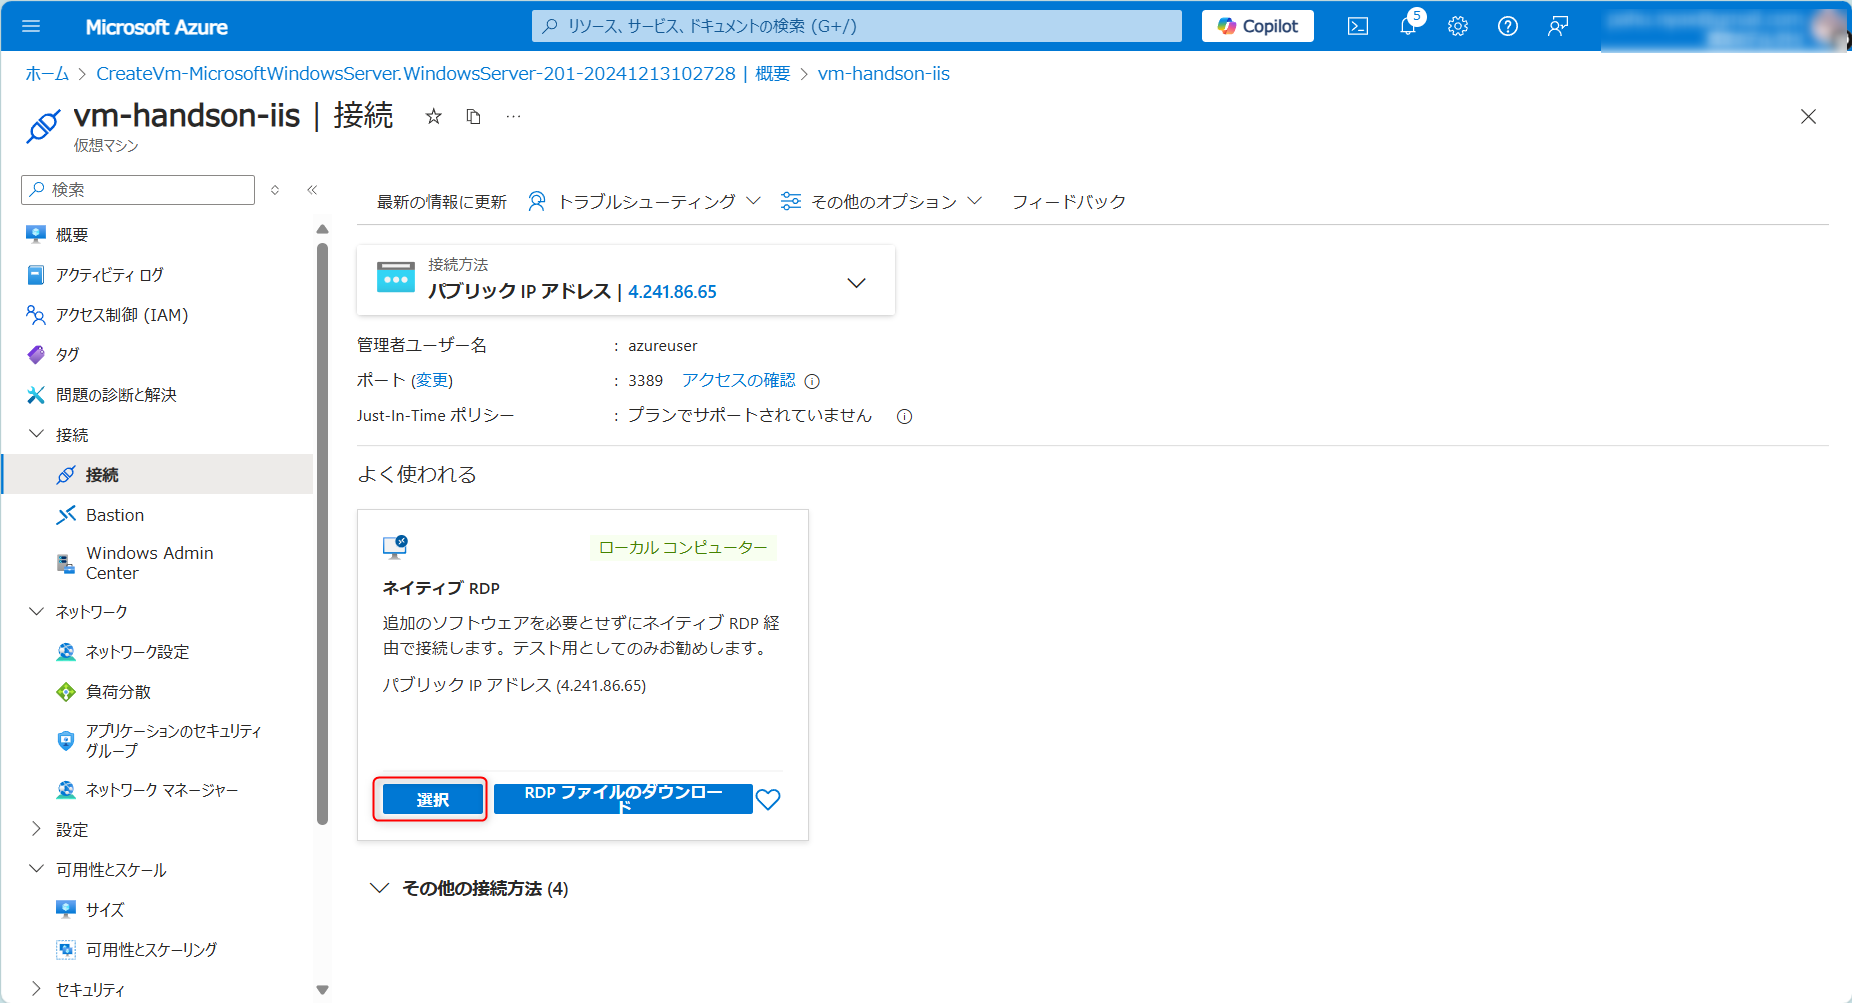 Microsoft Azure
リソース、サービス、ドキュメントの検索 (G+/)
Copilot
5
ホーム > CreateVm-MicrosoftWindowsServer.WindowsServer-201-20241213102728 | 概要 > vm-handson-iis
vm-handson-iis | 接続
仮想マシン
検索
最新の情報に更新
トラブルシューティング
その他のオプション
フィードバック
概要
アクティビティ ログ
アクセス制御 (IAM)
タグ
問題の診断と解決
接続
接続
Bastion
Windows Admin
Center
ネットワーク
ネットワーク設定
負荷分散
アプリケーションのセキュリティ
グループ
ネットワーク マネージャー
設定
可用性とスケール
サイズ
可用性とスケーリング
セキュリティ
接続方法
パブリック IP アドレス | 4.241.86.65
管理者ユーザー名 : azureuser
ポート (変更) : 3389 アクセスの確認
Just-In-Time ポリシー : プランでサポートされていません
よく使われる
ローカル コンピューター
ネイティブ RDP
追加のソフトウェアを必要とせずにネイティブ RDP 経
由で接続します。テスト用としてのみお勧めします。
パブリック IP アドレス (4.241.86.65)
選択
RDP ファイルのダウンロー
ド
その他の接続方法 (4)